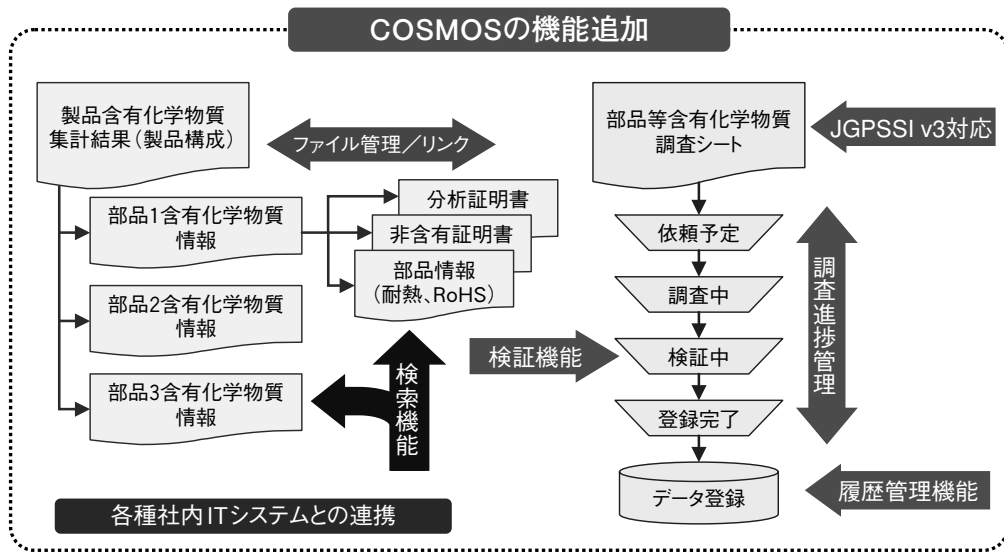 COSMOSの機能追加
製品含有化学物質
集計結果（製品構成）
ファイル管理／リンク
部品1含有化学物質
情報
部品2含有化学物質
情報
部品3含有化学物質
情報
分析証明書
非含有証明書
部品情報
（耐熱、RoHS）
検索機能
各種社内ITシステムとの連携
部品等含有化学物質
調査シート
JGPSSI v3対応
依頼予定
調査中
検証機能
検証中
登録完了
調査進捗管理
データ登録
履歴管理機能